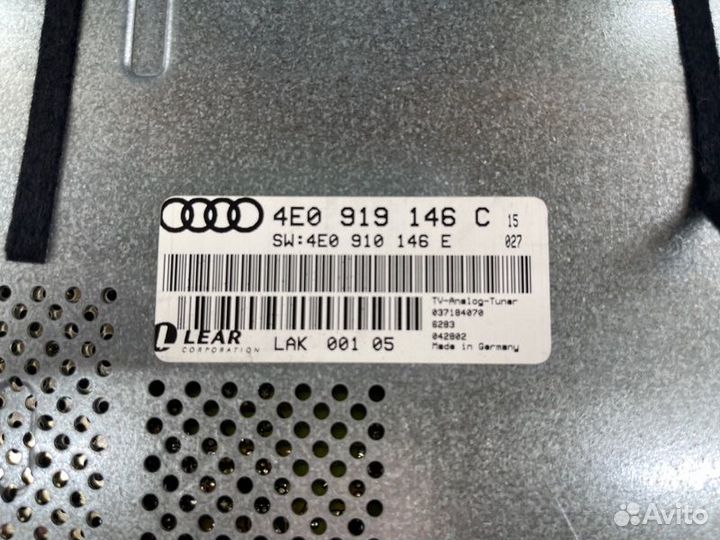 4E0 919 146 C 15
SW:4E0 910 146 E 027
TV-Analog-Tuner
037184070
6283
042802
Made in Germany
LEAR
CORPORATION
LAK 001 05
Avito